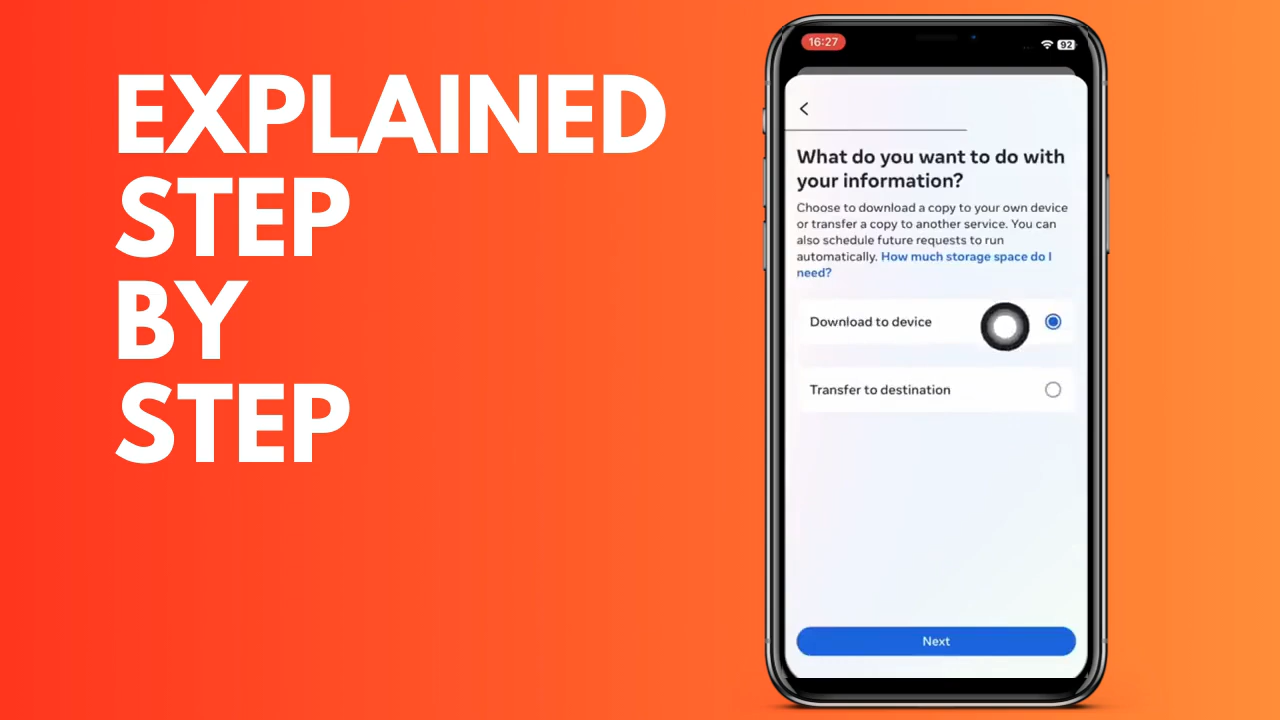 EXPLAINED
STEP
BY
STEP
16:27
92
What do you want to do with
your information?
Choose to download a copy to your own device
or transfer a copy to another service. You can
also schedule future requests to run
automatically. How much storage space do I
need?
Download to device
Transfer to destination
Next